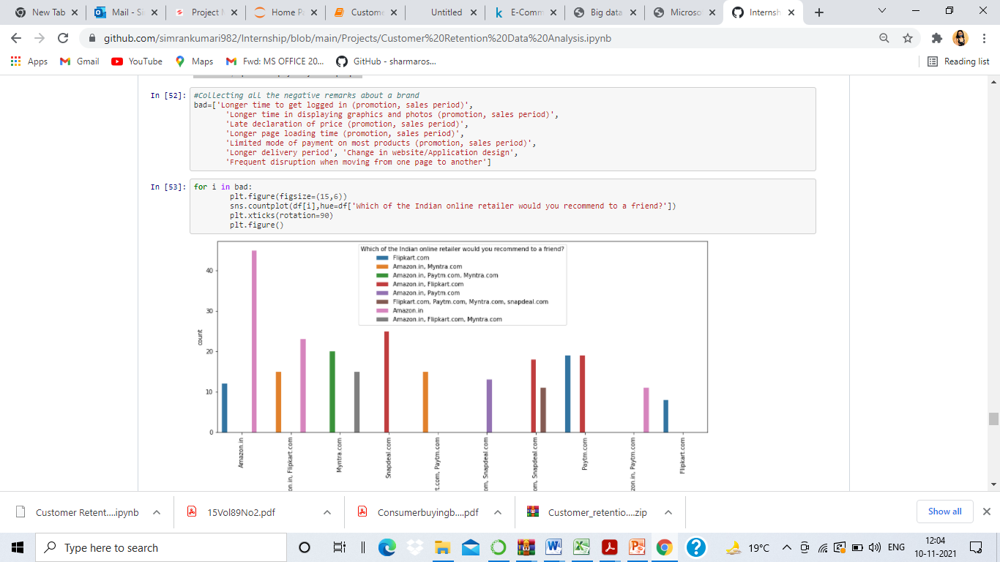 New Tab
Mail - Si
Project M
Home Pa
Custome
Untitled
E-Comm
Big data
Microsof
Internsh
github.com/simrankumari982/Internship/blob/main/Projects/Customer%20Retention%20Data%20Analysis.ipynb
Apps
Gmail
YouTube
Maps
Fwd: MS OFFICE 20...
GitHub - sharmaros...
Reading list
In [52]:
#Collecting all the negative remarks about a brand
bad=['Longer time to get logged in (promotion, sales period)',
'Longer time in displaying graphics and photos (promotion, sales period)',
'Late declaration of price (promotion, sales period)',
'Longer page loading time (promotion, sales period)',
'Limited mode of payment on most products (promotion, sales period)',
'Longer delivery period', 'Change in website/Application design',
'Frequent disruption when moving from one page to another']
In [53]:
for i in bad:
plt.figure(figsize=(15,6))
sns.countplot(df[i],hue=df['Which of the Indian online retailer would you recommend to a friend?'])
plt.xticks(rotation=90)
plt.figure()
Which of the Indian online retailer would you recommend to a friend?
Flipkart.com
Amazon.in, Myntra.com
Amazon.in, Paytm.com, Myntra.com
Amazon.in, Flipkart.com
Amazon.in, Paytm.com
Flipkart.com, Paytm.com, Myntra.com, snapdeal.com
Amazon.in
Amazon.in, Flipkart.com, Myntra.com
count
40
30
20
10
0
Amazon.in
on.in, Flipkart.com
Myntra.com
Snapdeal.com
rt.com, Paytm.com
om, Snapdeal.com
om, Snapdeal.com
Paytm.com
zon.in, Paytm.com
Flipkart.com
Customer Retent....ipynb
15Vol89No2.pdf
Consumerbuyingb....pdf
Customer_retentio....zip
Show all
Type here to search
19°C
ENG
12:04
10-11-2021